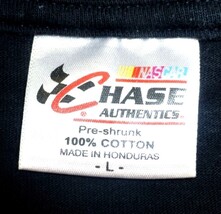 NASCAR
CHASE
AUTHENTICS
®
Pre-shrunk
100% COTTON
MADE IN HONDURAS
- L -